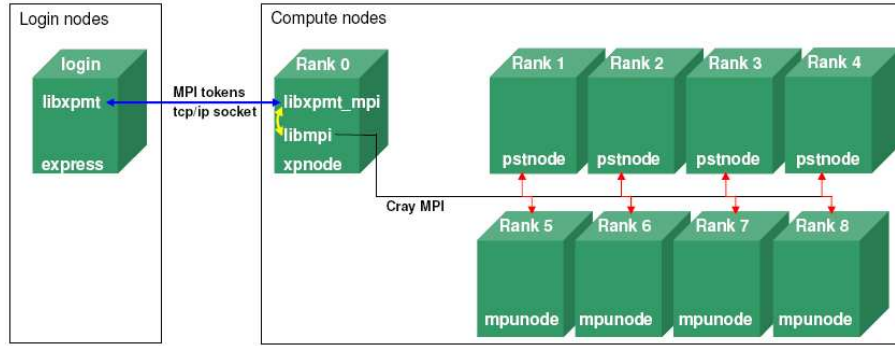 Login nodes
Compute nodes
login
libxpmt
express
MPI tokens
tcp/ip socket
Rank 0
libxpmt_mpi
libmpi
xpnode
Rank 1
Rank 2
Rank 3
Rank 4
pstnode
pstnode
pstnode
pstnode
Cray MPI
Rank 5
Rank 6
Rank 7
Rank 8
mpunode
mpunode
mpunode
mpunode